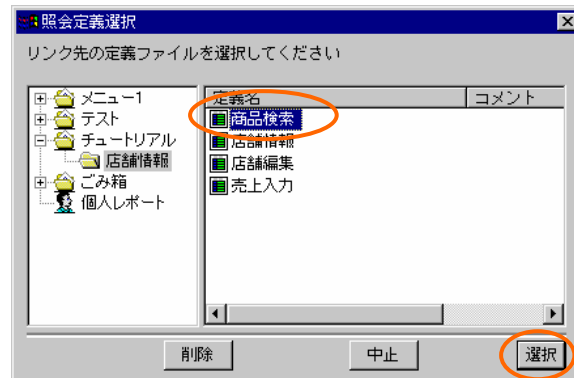 照会定義選択
リンク先の定義ファイルを選択してください
メニュー1
テスト
チュートリアル
店舗情報
ごみ箱
個人レポート
定義名 コメント
商品検索
店舗情報
店舗編集
売上入力
削除 中止 選択